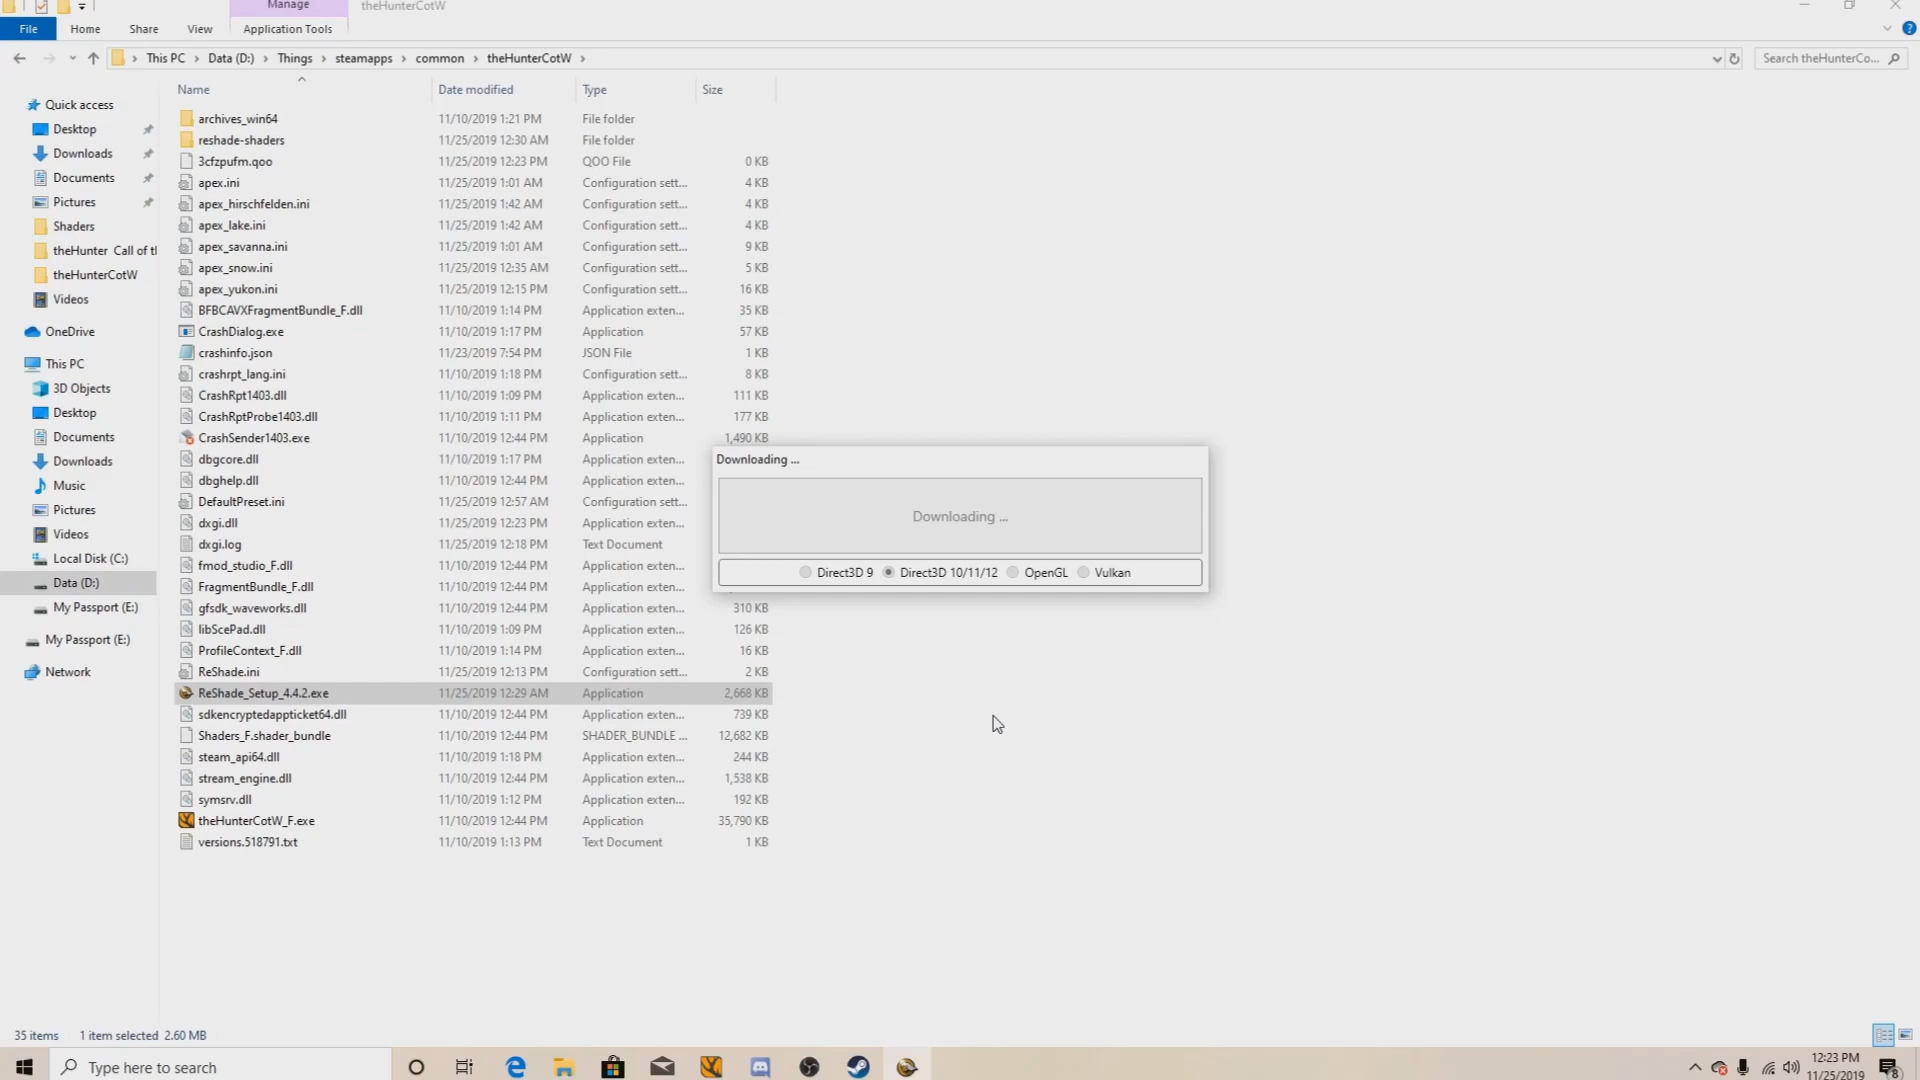 Manage theHunterCotW
File Home Share View Application Tools
This PC Data (D:) Things steamapps common theHunterCotW Search theHunterCo...
Name Date modified Type Size
Quick access
Desktop
Downloads
Documents
Pictures
Shaders
theHunter Call of tl
theHunterCotW
Videos
OneDrive
This PC
3D Objects
Desktop
Documents
Downloads
Music
Pictures
Videos
Local Disk (C:)
Data (D:)
My Passport (E:)
My Passport (E:)
Network
archives_win64 11/10/2019 1:21 PM File folder
reshade-shaders 11/25/2019 12:30 AM File folder
3cfzpufm.qoo 11/25/2019 12:23 PM QOO File 0 KB
apex.ini 11/25/2019 1:01 AM Configuration sett... 4 KB
apex_hirschfelden.ini 11/25/2019 1:42 AM Configuration sett... 4 KB
apex_lake.ini 11/25/2019 1:42 AM Configuration sett... 4 KB
apex_savanna.ini 11/25/2019 1:01 AM Configuration sett... 9 KB
apex_snow.ini 11/25/2019 12:35 AM Configuration sett... 5 KB
apex_yukon.ini 11/25/2019 12:15 PM Configuration sett... 16 KB
BFBCAVXFragmentBundle_F.dll 11/10/2019 1:14 PM Application exten... 35 KB
CrashDialog.exe 11/10/2019 1:17 PM Application 57 KB
crashinfo.json 11/23/2019 7:54 PM JSON File 1 KB
crashrpt_lang.ini 11/10/2019 1:18 PM Configuration sett... 8 KB
CrashRpt1403.dll 11/10/2019 1:09 PM Application exten... 111 KB
CrashRptProbe1403.dll 11/10/2019 1:11 PM Application exten... 177 KB
CrashSender1403.exe 11/10/2019 12:44 PM Application 1,490 KB
dbgcore.dll 11/10/2019 1:17 PM Application exten...
dbghelp.dll 11/10/2019 12:44 PM Application exten...
DefaultPreset.ini 11/25/2019 12:57 AM Configuration sett...
dxgi.dll 11/25/2019 12:23 PM Application exten...
dxgi.log 11/25/2019 12:18 PM Text Document
fmod_studio_F.dll 11/10/2019 12:44 PM Application exten...
FragmentBundle_F.dll 11/10/2019 12:44 PM Application exten...
gfsdk_waveworks.dll 11/10/2019 12:44 PM Application exten... 310 KB
libScePad.dll 11/10/2019 1:09 PM Application exten... 126 KB
ProfileContext_F.dll 11/10/2019 1:14 PM Application exten... 16 KB
ReShade.ini 11/25/2019 12:13 PM Configuration sett... 2 KB
ReShade_Setup_4.4.2.exe 11/25/2019 12:29 AM Application 2,668 KB
sdkencryptedappticket64.dll 11/10/2019 12:44 PM Application exten... 739 KB
Shaders_F.shader_bundle 11/10/2019 12:44 PM SHADER_BUNDLE ... 12,682 KB
steam_api64.dll 11/10/2019 1:18 PM Application exten... 244 KB
stream_engine.dll 11/10/2019 12:44 PM Application exten... 1,538 KB
symsrv.dll 11/10/2019 1:12 PM Application exten... 192 KB
theHunterCotW_F.exe 11/10/2019 12:44 PM Application 35,790 KB
versions.518791.txt 11/10/2019 1:13 PM Text Document 1 KB
Downloading ...
Downloading ...
Direct3D 9 Direct3D 10/11/12 OpenGL Vulkan
35 items 1 item selected 2.60 MB
Type here to search
12:23 PM
11/25/2019
8